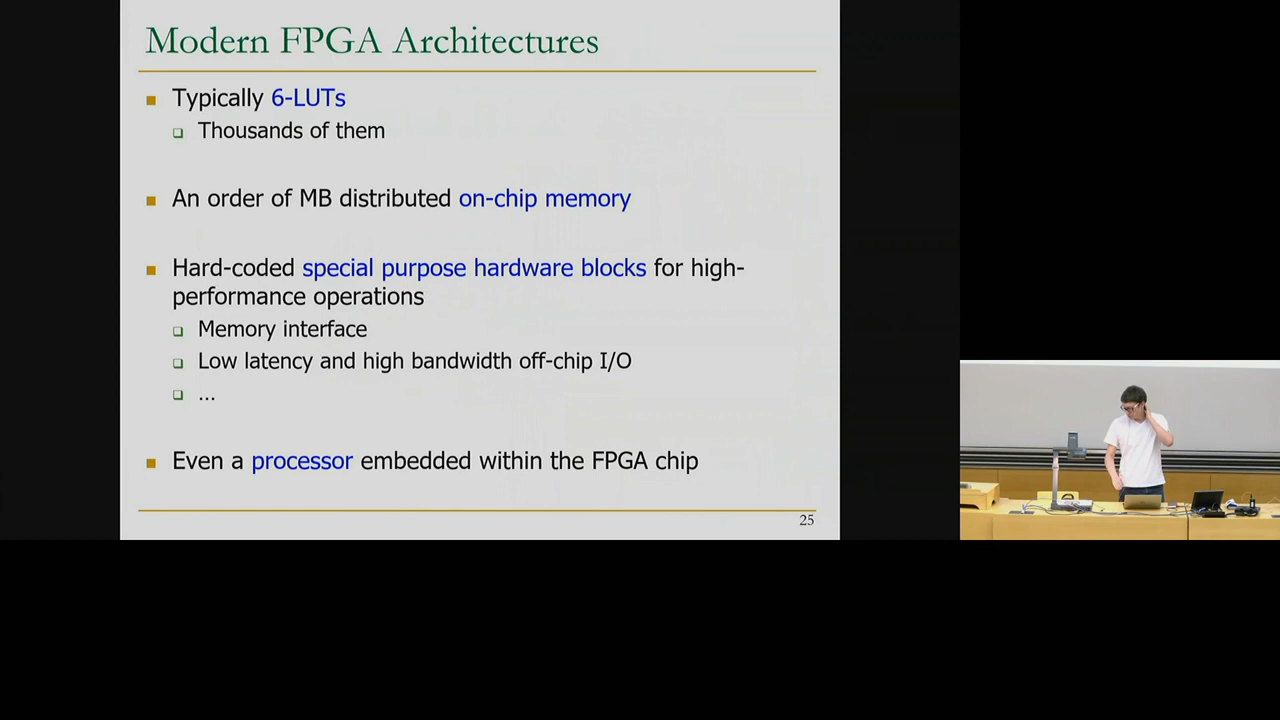 Modern FPGA Architectures
Typically 6-LUTs
Thousands of them
An order of MB distributed on-chip memory
Hard-coded special purpose hardware blocks for high-
performance operations
Memory interface
Low latency and high bandwidth off-chip I/O
...
Even a processor embedded within the FPGA chip
25